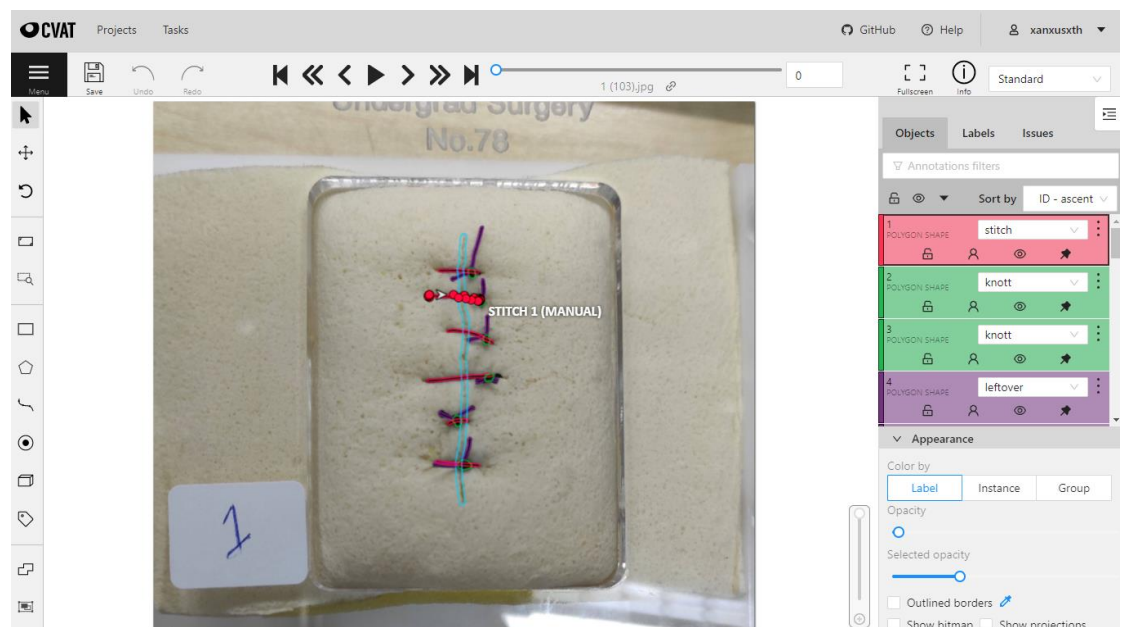 CVAT Projects Tasks GitHub Help xanxusxth
Menu Save Undo Redo 1 (103).jpg 0 Fullscreen Info Standard
Undergrad Surgery
No.78
STITCH 1 (MANUAL)
1
Objects Labels Issues
Annotations filters
Sort by ID - ascent
1 stitch
POLYGON SHAPE
2 knott
POLYGON SHAPE
3 knott
POLYGON SHAPE
4 leftover
POLYGON SHAPE
Appearance
Color by
Label Instance Group
Opacity
Selected opacity
Outlined borders
Show bitmap Show projections